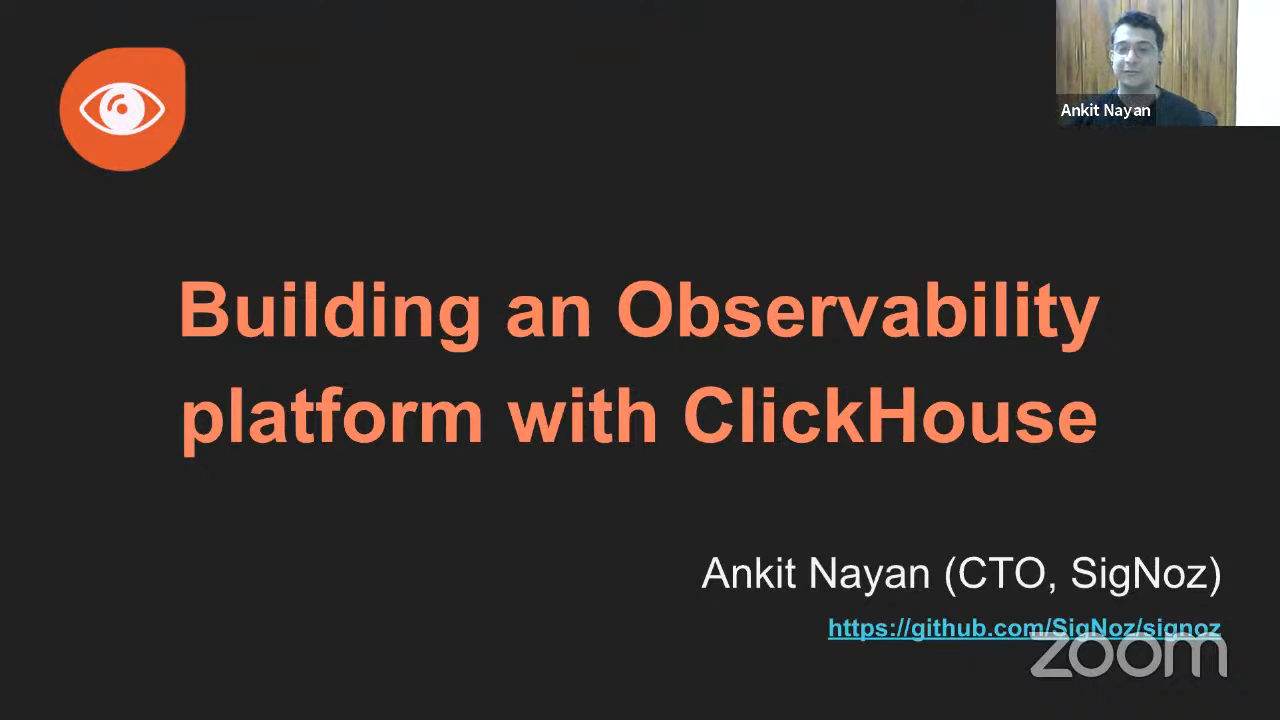 Ankit Nayan
Building an Observability
platform with ClickHouse
Ankit Nayan (CTO, SigNoz)
https://github.com/SigNoz/signoz
zoom